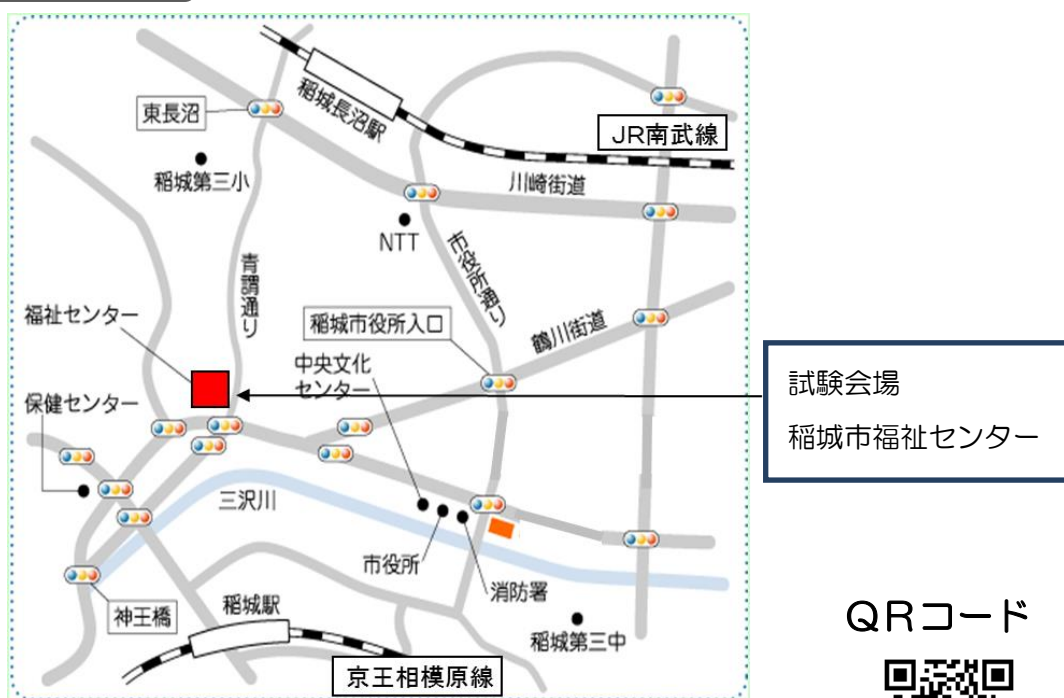 稲城長沼駅
東長沼
JR南武線
稲城第三小
川崎街道
NTT
市役所通り
青謂通り
福祉センター
稲城市役所入口
鶴川街道
中央文化
センター
試験会場
稲城市福祉センター
保健センター
三沢川
市役所
消防署
神王橋
稲城駅
稲城第三中
京王相模原線
QRコード